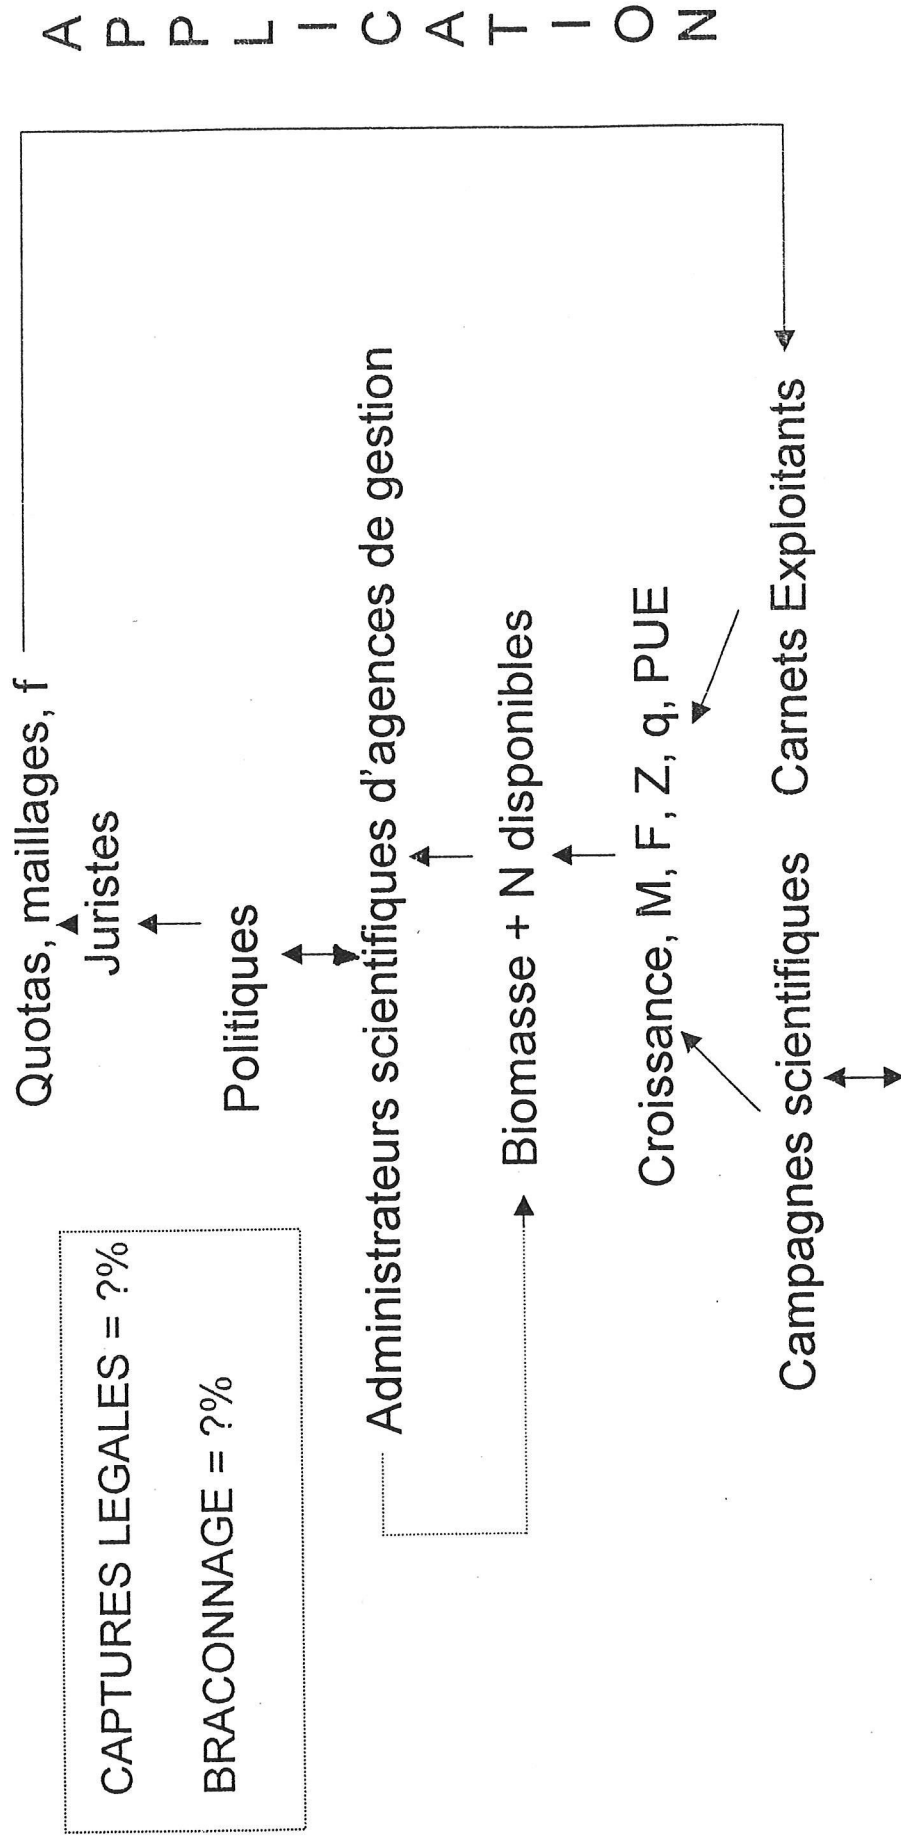 CAPTURES LEGALES = ?%
BRACONNAGE = ?%
Quotas, maillages, f
Juristes
Politiques
Administrateurs scientifiques d'agences de gestion
Biomasse + N disponibles
Croissance, M, F, Z, q, PUE
Campagnes scientifiques Carnets Exploitants
A
P
P
L
I
C
A
T
I
O
N